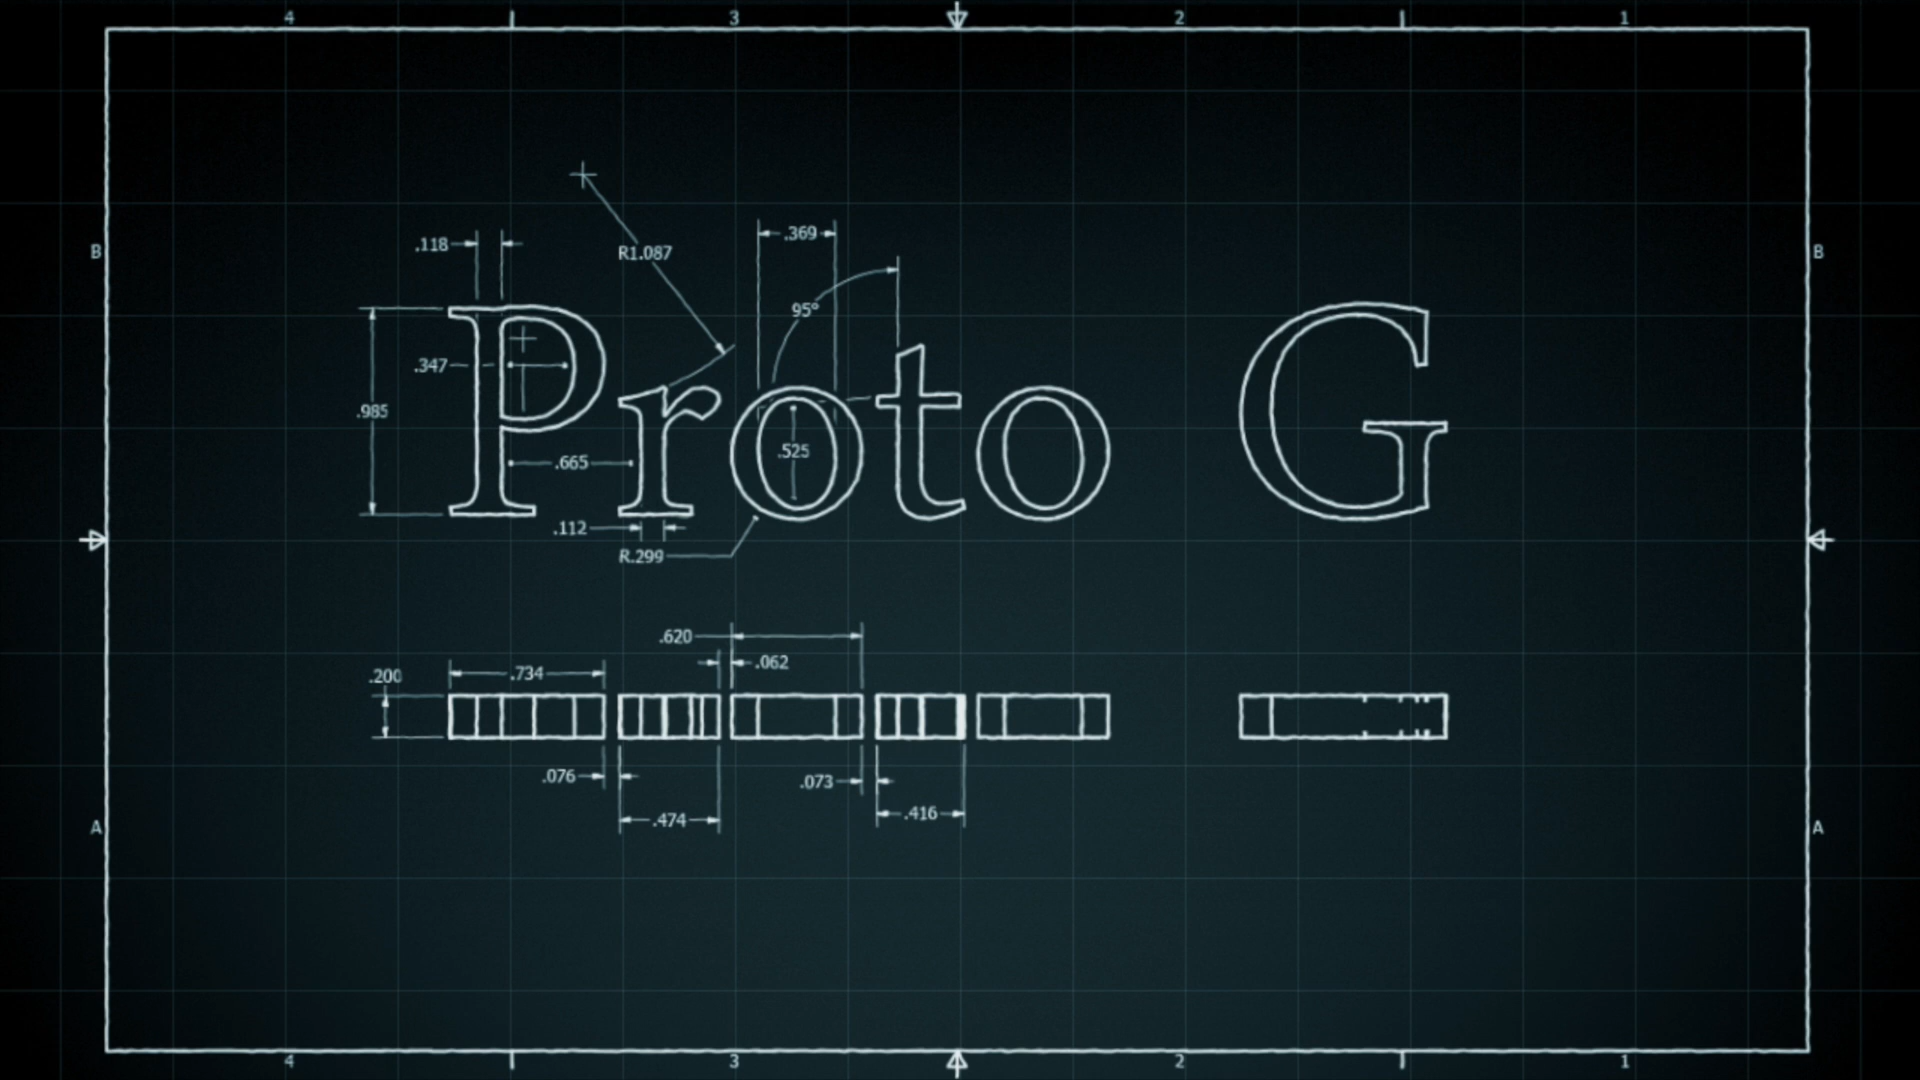 4 3 2 1
.369
.118
R1.087
B B
95°
Proto G
.347
.985
.525
.665
.112
R.299
.620
.062
.734
.200
.076
.073
.474
.416
A A
4 3 2 1